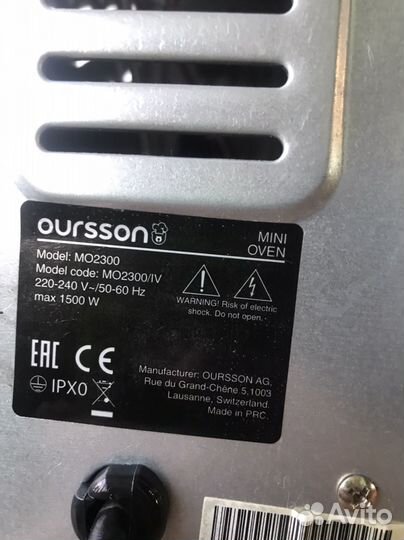 oursson
MINI
OVEN
Model: MO2300
Model code: MO2300/IV
220-240 V~/50-60 Hz
max 1500 W
WARNING! Risk of electric
shock. Do not open.
EAC CE
IPX0
Manufacturer: OURSSON AG,
Rue du Grand-Chêne 5,1003
Lausanne, Switzerland.
Made in PRC.
Avito